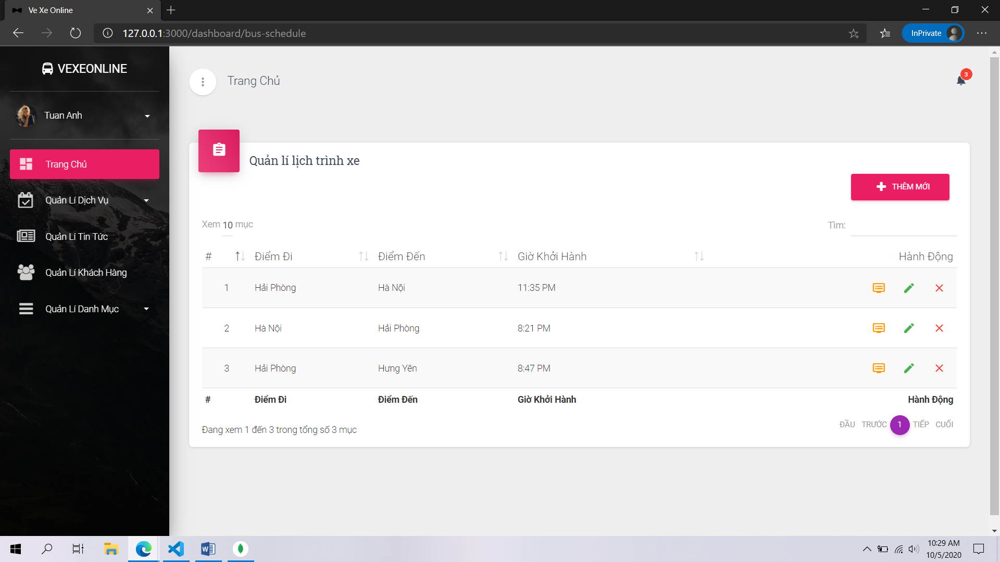 Ve Xe Online
127.0.0.1:3000/dashboard/bus-schedule
InPrivate
VEXEONLINE
Tuan Anh
Trang Chủ
Quản Lí Dịch Vụ
Quản Lí Tin Tức
Quản Lí Khách Hàng
Quản Lí Danh Mục
Trang Chủ
3
Quản lí lịch trình xe
THÊM MỚI
Xem 10 mục
Tìm:
# Điểm Đi Điểm Đến Giờ Khởi Hành Hành Động
1 Hải Phòng Hà Nội 11:35 PM
2 Hà Nội Hải Phòng 8:21 PM
3 Hải Phòng Hưng Yên 8:47 PM
# Điểm Đi Điểm Đến Giờ Khởi Hành Hành Động
Đang xem 1 đến 3 trong tổng số 3 mục
ĐẦU TRƯỚC 1 TIẾP CUỐI
W
10:29 AM
10/5/2020